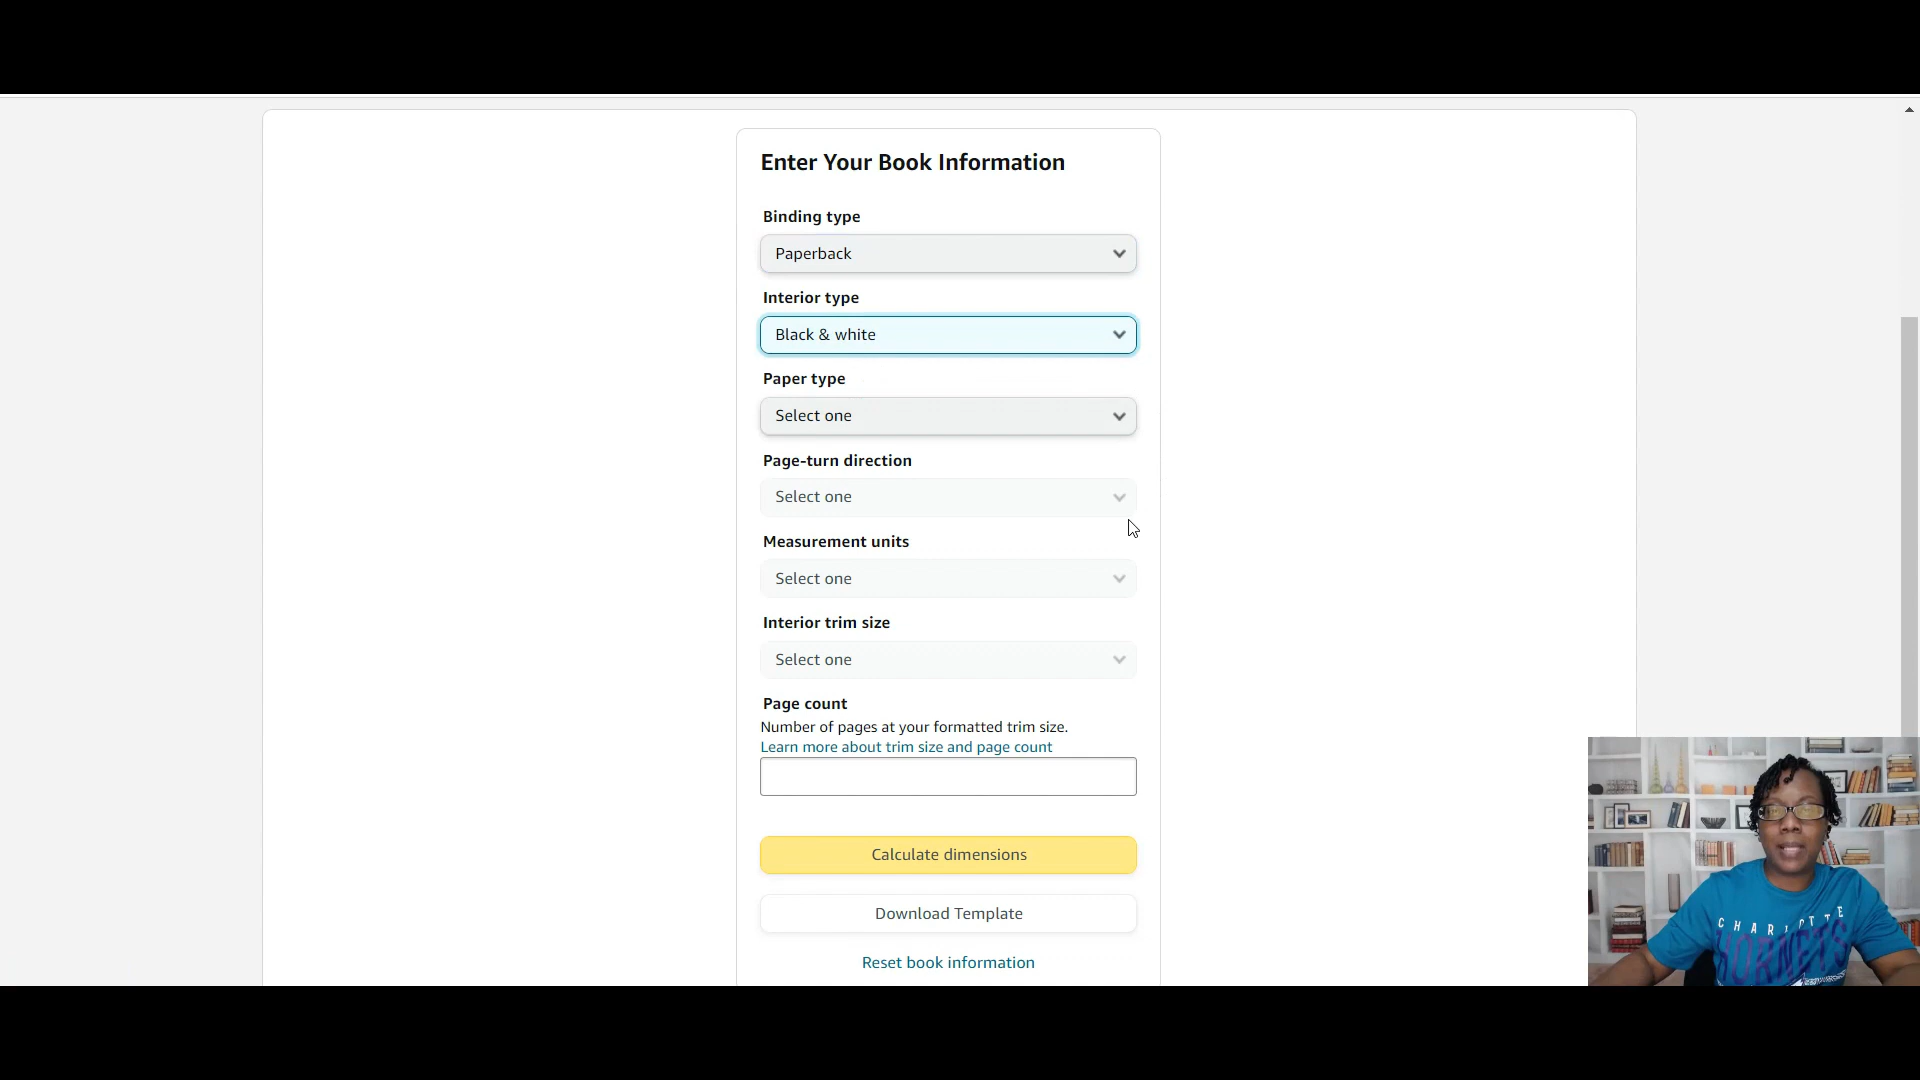 Enter Your Book Information
Binding type
Paperback
Interior type
Black & white
Paper type
Select one
Page-turn direction
Select one
Measurement units
Select one
Interior trim size
Select one
Page count
Number of pages at your formatted trim size.
Learn more about trim size and page count
Calculate dimensions
Download Template
Reset book information
CHARLOTTE
HORNETS